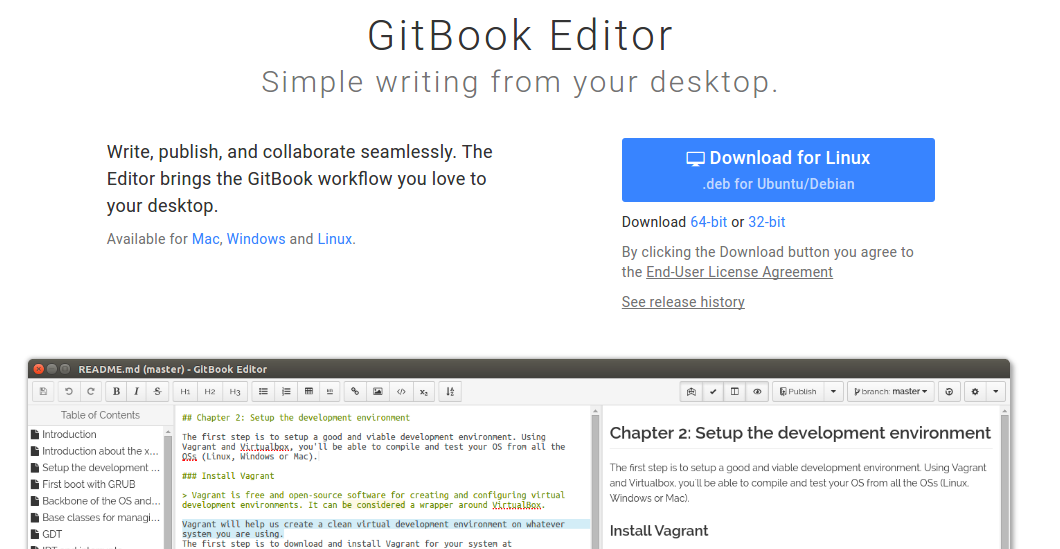 GitBook Editor
Simple writing from your desktop.
Write, publish, and collaborate seamlessly. The
Editor brings the GitBook workflow you love to
your desktop.
Available for Mac, Windows and Linux.
Download for Linux
.deb for Ubuntu/Debian
Download 64-bit or 32-bit
By clicking the Download button you agree to
the End-User License Agreement
See release history
README.md (master) - GitBook Editor
B I S H1 H2 H3 x₂ Publish branch: master
Table of Contents
Introduction
Introduction about the x...
Setup the development ...
First boot with GRUB
Backbone of the OS and...
Base classes for managi...
GDT
## Chapter 2: Setup the development environment
The first step is to setup a good and viable development environment. Using
Vagrant and Virtualbox, you'll be able to compile and test your OS from all the
OSs (Linux, Windows or Mac).
### Install Vagrant
> Vagrant is free and open-source software for creating and configuring virtual
development environments. It can be considered a wrapper around VirtualBox.
Vagrant will help us create a clean virtual development environment on whatever
system you are using.
The first step is to download and install Vagrant for your system at
Chapter 2: Setup the development environment
The first step is to setup a good and viable development environment. Using Vagrant
and Virtualbox, you'll be able to compile and test your OS from all the OSs (Linux,
Windows or Mac).
Install Vagrant